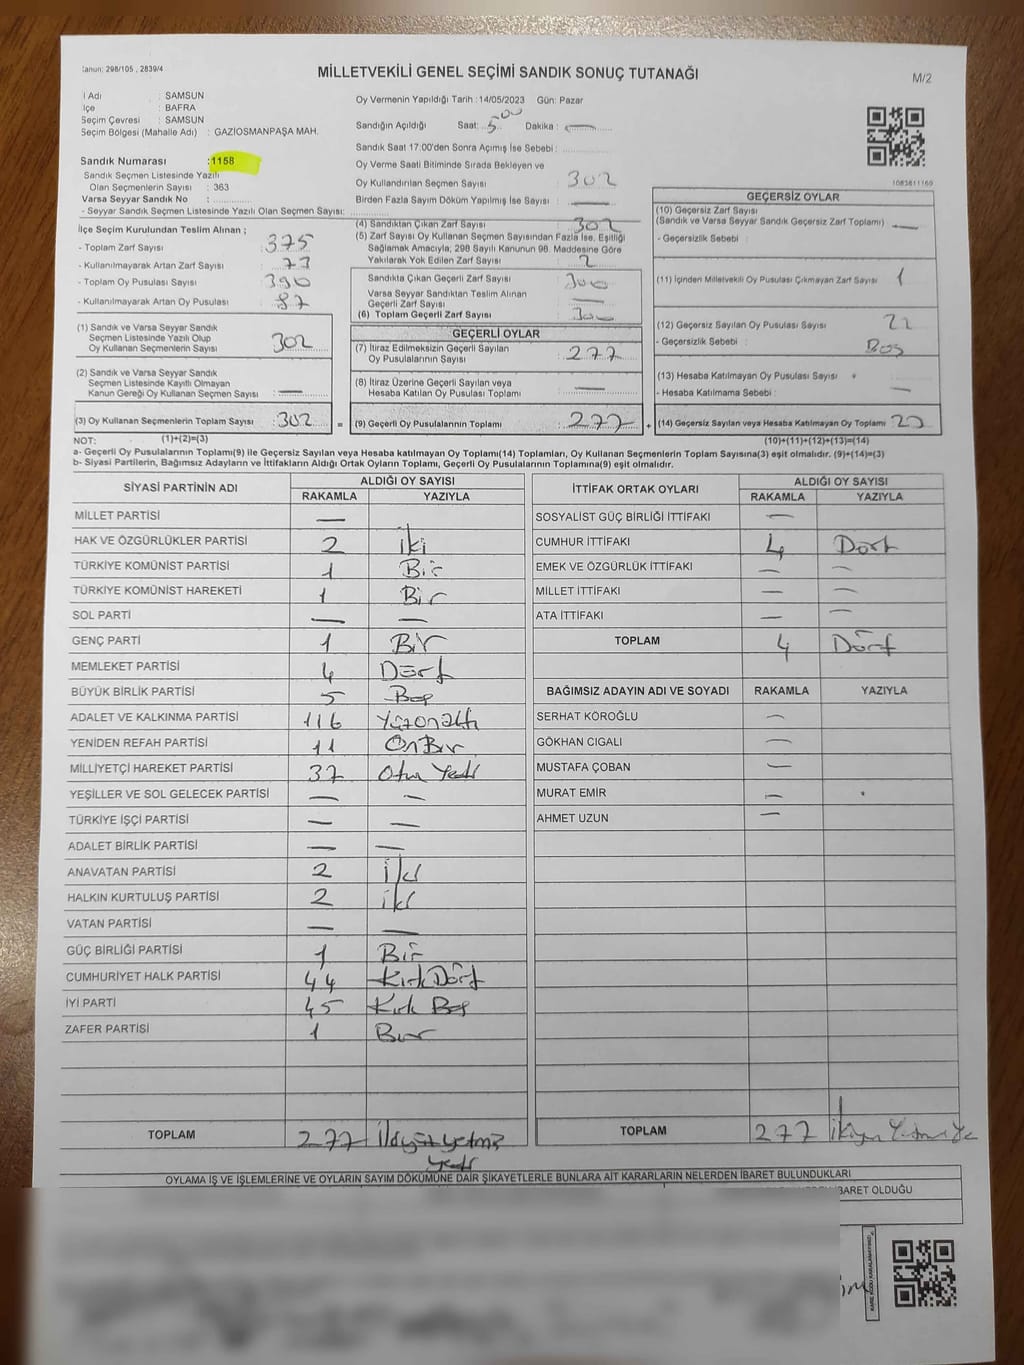 Kanun: 298/105 , 2839/4
MİLLETVEKİLİ GENEL SEÇİMİ SANDIK SONUÇ TUTANAĞI
M/2
İl Adı : SAMSUN
İlçe : BAFRA
Seçim Çevresi : SAMSUN
Seçim Bölgesi (Mahalle Adı) : GAZİOSMANPAŞA MAH.
Sandık Numarası :1158
Sandık Seçmen Listesinde Yazılı
Olan Seçmenlerin Sayısı : 363
Varsa Seyyar Sandık No :
- Seyyar Sandık Seçmen Listesinde Yazılı Olan Seçmen Sayısı:
Oy Vermenin Yapıldığı Tarih :14/05/2023 Gün: Pazar
Sandığın Açıldığı Saat: 5.00 Dakika : —
Sandık Saat 17:00'den Sonra Açımış İse Sebebi :
Oy Verme Saati Bitiminde Sırada Bekleyen ve
Oy Kullandırılan Seçmen Sayısı 302
Birden Fazla Sayım Döküm Yapılmış İse Sayısı : —
İlçe Seçim Kurulundan Teslim Alınan ;
- Toplam Zarf Sayısı : 375
- Kullanılmayarak Artan Zarf Sayısı : 73
- Toplam Oy Pusulası Sayısı : 390
- Kullanılmayarak Artan Oy Pusulası : 87
(1) Sandık ve Varsa Seyyar Sandık
Seçmen Listesinde Yazılı Olup
Oy Kullanan Seçmenlerin Sayısı 302
(2) Sandık ve Varsa Seyyar Sandık
Seçmen Listesinde Kayıtlı Olmayan
Kanun Gereği Oy Kullanan Seçmen Sayısı : —
(3) Oy Kullanan Seçmenlerin Toplam Sayısı : 302 =
(4) Sandıktan Çıkan Zarf Sayısı : 302
(5) Zarf Sayısı Oy Kullanan Seçmen Sayısından Fazla İse, Eşitliği
Sağlamak Amacıyla, 298 Sayılı Kanunun 98. Maddesine Göre
Yakılarak Yok Edilen Zarf Sayısı : 2
Sandıkta Çıkan Geçerli Zarf Sayısı : 300
Varsa Seyyar Sandıktan Teslim Alınan
Geçerli Zarf Sayısı —
(6) Toplam Geçerli Zarf Sayısı : 300
GEÇERLİ OYLAR
(7) İtiraz Edilmeksizin Geçerli Sayılan
Oy Pusulalarının Sayısı : 277
(8) İtiraz Üzerine Geçerli Sayılan veya
Hesaba Katılan Oy Pusulası Toplamı : —
(9) Geçerli Oy Pusulalarının Toplamı : 277 +
1083611160
GEÇERSİZ OYLAR
(10) Geçersiz Zarf Sayısı
(Sandık ve Varsa Seyyar Sandık Geçersiz Zarf Toplamı) : —
- Geçersizlik Sebebi :
(11) İçinden Milletvekili Oy Pusulası Çıkmayan Zarf Sayısı : 1
(12) Geçersiz Sayılan Oy Pusulası Sayısı : 22
- Geçersizlik Sebebi : Boş
(13) Hesaba Katılmayan Oy Pusulası Sayısı :
- Hesaba Katılmama Sebebi : —
(14) Geçersiz Sayılan veya Hesaba Katılmayan Oy Toplamı : 23
NOT: (1)+(2)=(3) (10)+(11)+(12)+(13)=(14)
a- Geçerli Oy Pusulalarının Toplamı(9) ile Geçersiz Sayılan veya Hesaba katılmayan Oy Toplamı(14) Toplamları, Oy Kullanan Seçmenlerin Toplam Sayısına(3) eşit olmalıdır. (9)+(14)=(3)
b- Siyasi Partilerin, Bağımsız Adayların ve İttifakların Aldığı Ortak Oyların Toplamı, Geçerli Oy Pusulalarının Toplamına(9) eşit olmalıdır.
SİYASİ PARTİNİN ADI ALDIĞI OY SAYISI
RAKAMLA YAZIYLA
MİLLET PARTİSİ —
HAK VE ÖZGÜRLÜKLER PARTİSİ 2 iki
TÜRKİYE KOMÜNİST PARTİSİ 1 Bir
TÜRKİYE KOMÜNİST HAREKETİ 1 Bir
SOL PARTİ — —
GENÇ PARTİ 1 Bir
MEMLEKET PARTİSİ 4 Dört
BÜYÜK BİRLİK PARTİSİ 5 Beş
ADALET VE KALKINMA PARTİSİ 116 Yüzonaltı
YENİDEN REFAH PARTİSİ 11 OnBir
MİLLİYETÇİ HAREKET PARTİSİ 37 Otuz Yedi
YEŞİLLER VE SOL GELECEK PARTİSİ — —
TÜRKİYE İŞÇİ PARTİSİ — —
ADALET BİRLİK PARTİSİ — —
ANAVATAN PARTİSİ 2 iki
HALKIN KURTULUŞ PARTİSİ 2 iki
VATAN PARTİSİ — —
GÜÇ BİRLİĞİ PARTİSİ 1 Bir
CUMHURİYET HALK PARTİSİ 44 Kırk Dört
İYİ PARTİ 45 Kırk Beş
ZAFER PARTİSİ 1 Bir
TOPLAM 277 İkiyüzyetmiş
yedi
İTTİFAK ORTAK OYLARI ALDIĞI OY SAYISI
RAKAMLA YAZIYLA
SOSYALİST GÜÇ BİRLİĞİ İTTİFAKI —
CUMHUR İTTİFAKI 4 Dört
EMEK VE ÖZGÜRLÜK İTTİFAKI — —
MİLLET İTTİFAKI — —
ATA İTTİFAKI — —
TOPLAM 4 Dört
BAĞIMSIZ ADAYIN ADI VE SOYADI RAKAMLA YAZIYLA
SERHAT KÖROĞLU —
GÖKHAN CIGALI —
MUSTAFA ÇOBAN —
MURAT EMİR —
AHMET UZUN —
TOPLAM 277
OYLAMA İŞ VE İŞLEMLERİNE VE OYLARIN SAYIM DÖKÜMÜNE DAİR ŞİKAYETLERLE BUNLARA AİT KARARLARIN NELERDEN İBARET BULUNDUKLARI
İBARET OLDUĞU